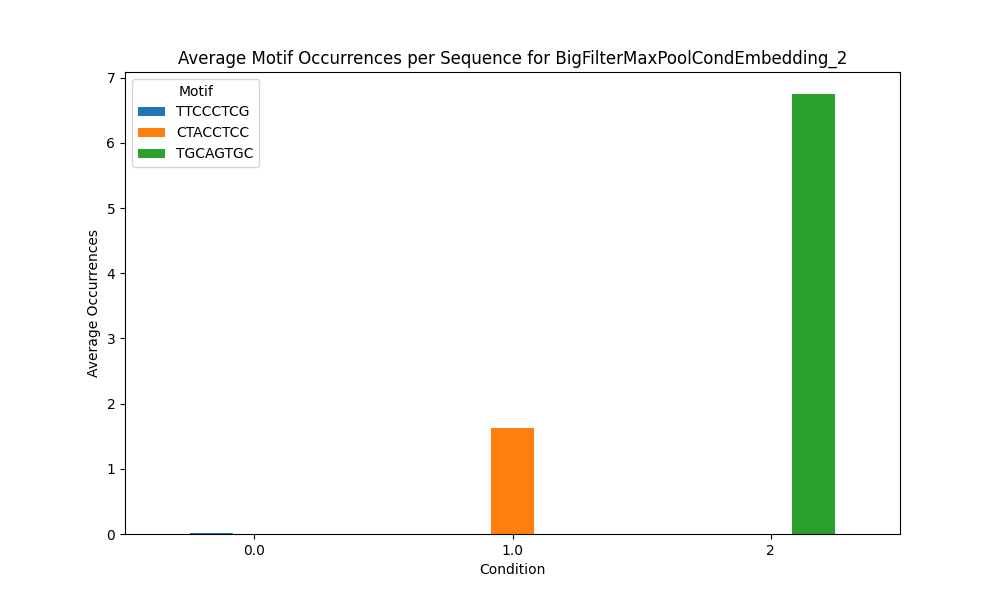 Average Motif Occurrences per Sequence for BigFilterMaxPoolCondEmbedding_2
7
6
5
4
3
2
1
0
Average Occurrences
Motif
TTCCCTCG
CTACCTCC
TGCAGTGC
0.0
1.0
2
Condition